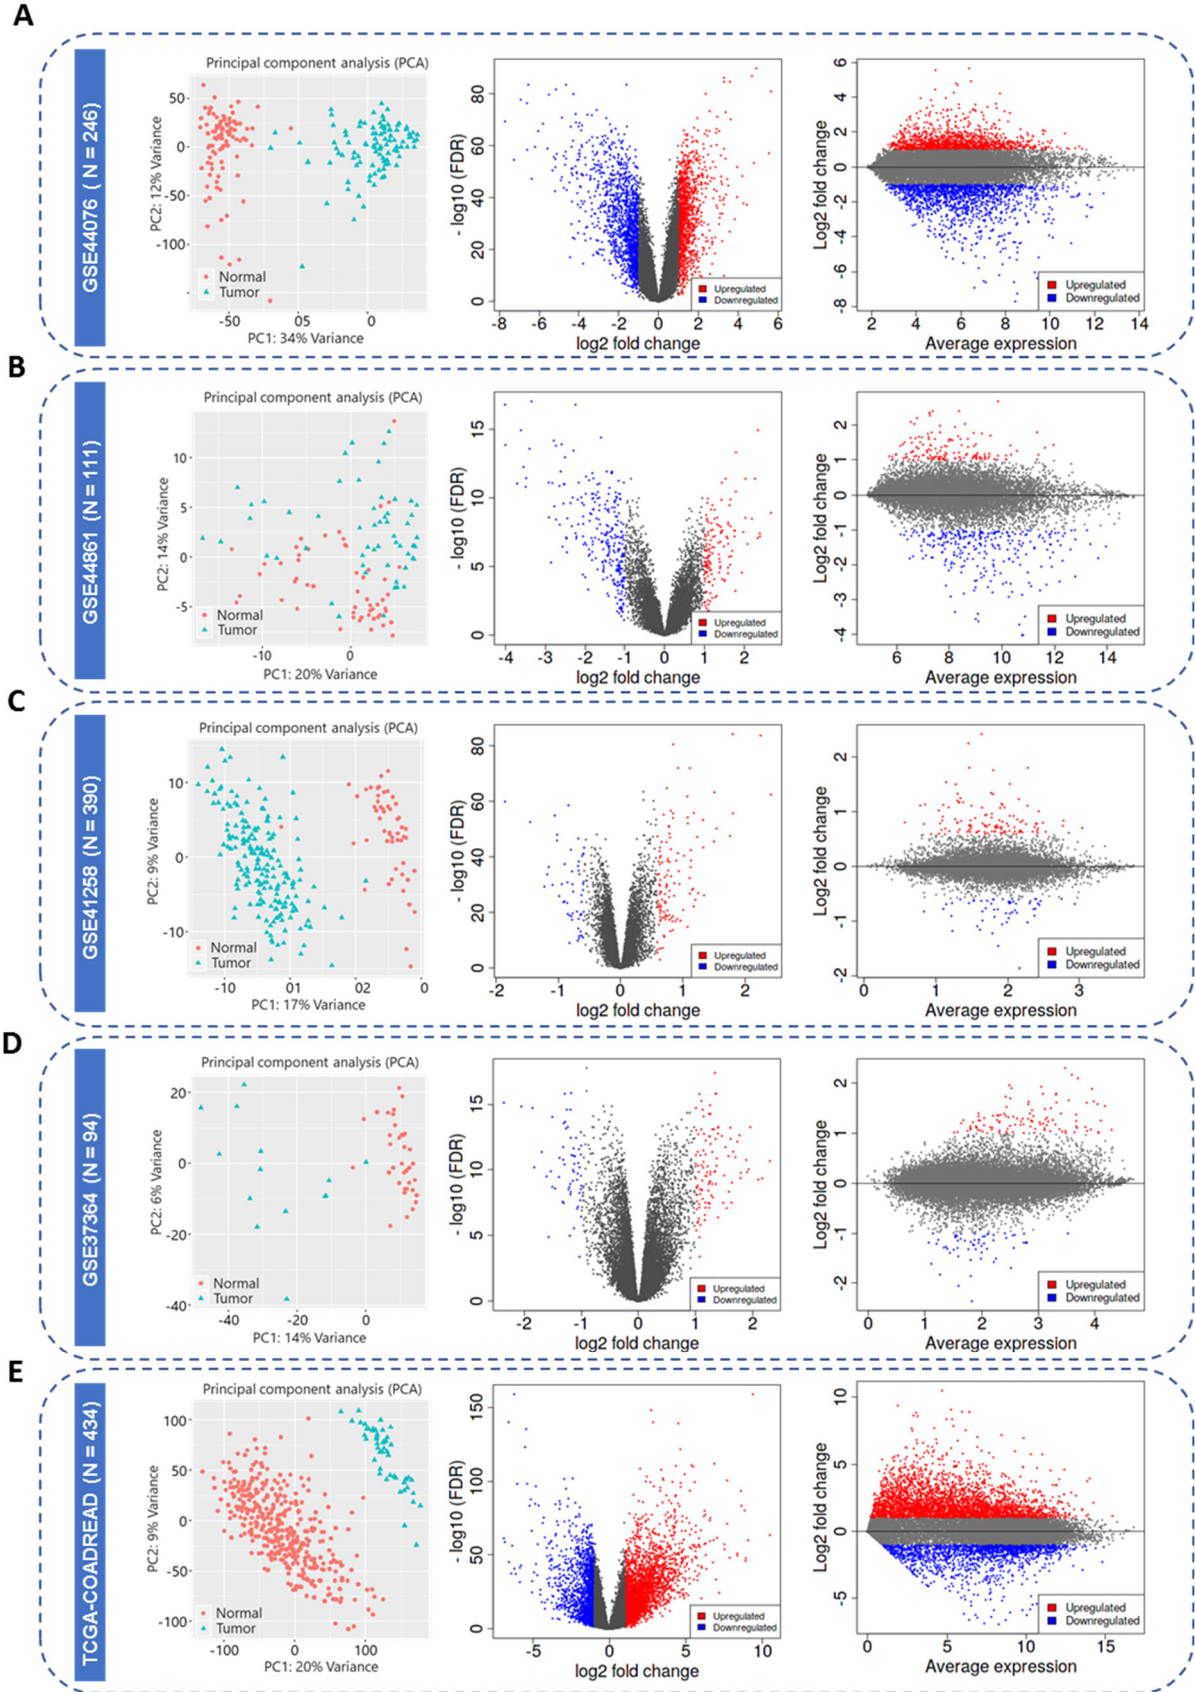 A
GSE44076 ( N = 246)
Principal component analysis (PCA)
PC2: 12% Variance
50
0
-50
-100
Normal
Tumor
-50
05
0
PC1: 34% Variance
- log10 (FDR)
80
60
40
20
0
Upregulated
Downregulated
-8 -6 -4 -2 0 2 4 6
log2 fold change
Log2 fold change
6
4
2
0
-2
-4
-6
-8
Upregulated
Downregulated
2 4 6 8 10 12 14
Average expression
B
GSE44861 (N = 111)
Principal component analysis (PCA)
PC2: 14% Variance
10
5
0
-5
Normal
Tumor
-10 0
PC1: 20% Variance
- log10 (FDR)
15
10
5
0
Upregulated
Downregulated
-4 -3 -2 -1 0 1 2
log2 fold change
Log2 fold change
2
1
0
-1
-2
-3
-4
Upregulated
Downregulated
6 8 10 12 14
Average expression
C
GSE41258 (N = 390)
Principal component analysis (PCA)
PC2: 9% Variance
10
0
-10
Normal
Tumor
-10 01 02 0
PC1: 17% Variance
- log10 (FDR)
80
60
40
20
0
Upregulated
Downregulated
-2 -1 0 1 2
log2 fold change
Log2 fold change
2
1
0
-1
-2
Upregulated
Downregulated
0 1 2 3
Average expression
D
GSE37364 (N = 94)
Principal component analysis (PCA)
PC2: 6% Variance
20
0
-20
-40
Normal
Tumor
-40 -20 0
PC1: 14% Variance
- log10 (FDR)
15
10
5
0
Upregulated
Downregulated
-2 -1 0 1 2
log2 fold change
Log2 fold change
2
1
0
-1
-2
Upregulated
Downregulated
0 1 2 3 4
Average expression
E
TCGA-COADREAD (N = 434)
Principal component analysis (PCA)
PC2: 9% Variance
100
50
0
-50
-100
Normal
Tumor
-100 0 100
PC1: 20% Variance
- log10 (FDR)
150
100
50
0
Upregulated
Downregulated
-5 0 5 10
log2 fold change
Log2 fold change
10
5
0
-5
Upregulated
Downregulated
0 5 10 15
Average expression